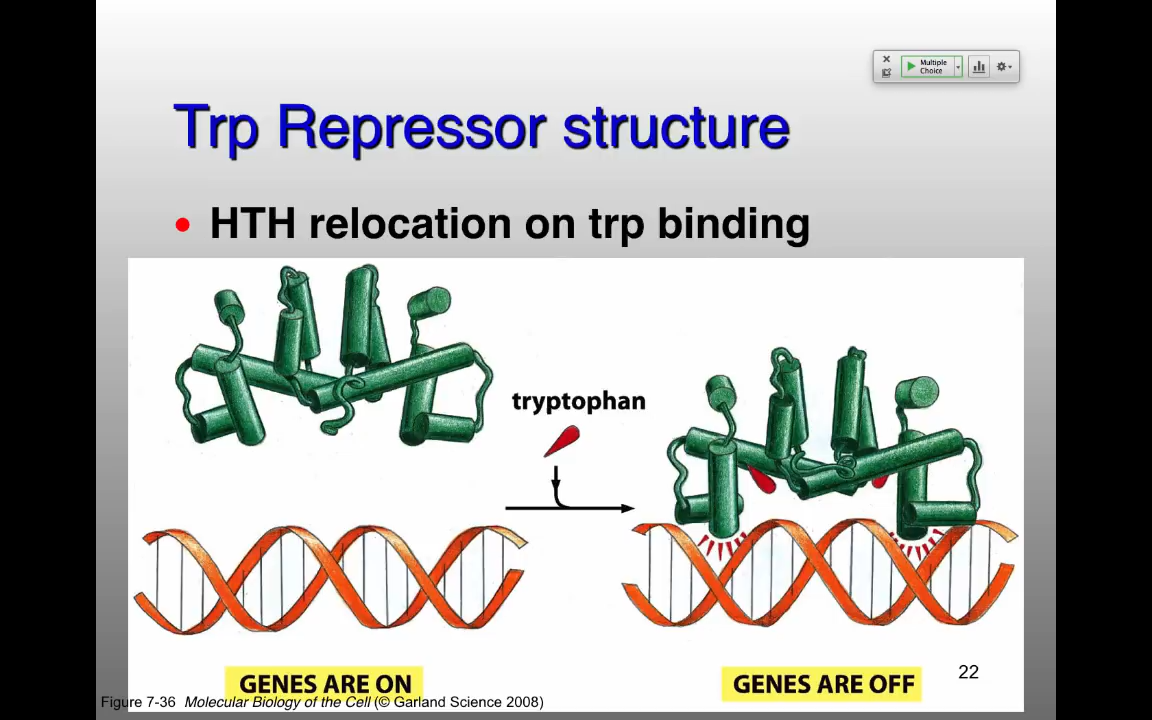 Multiple
Choice
Trp Repressor structure
• HTH relocation on trp binding
tryptophan
GENES ARE ON
GENES ARE OFF
22
Figure 7-36 Molecular Biology of the Cell (© Garland Science 2008)